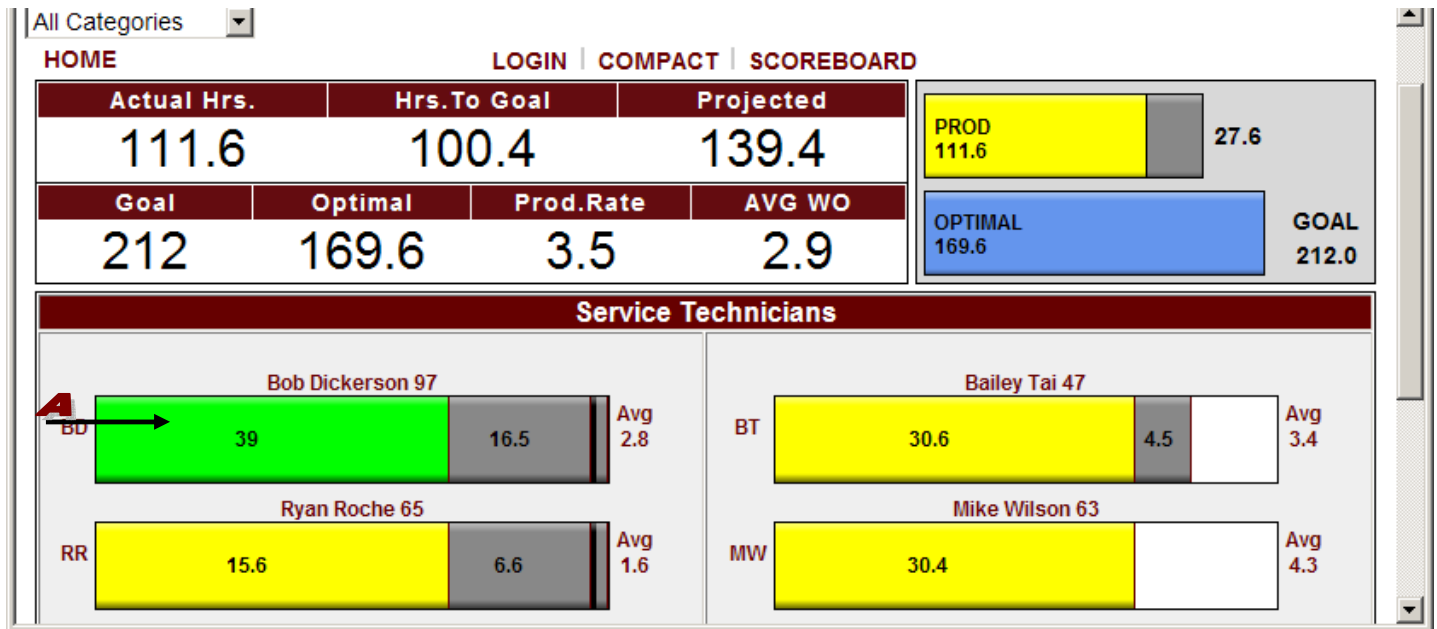 All Categories
HOME LOGIN COMPACT SCOREBOARD
Actual Hrs. Hrs.To Goal Projected
111.6 100.4 139.4
Goal Optimal Prod.Rate AVG WO
212 169.6 3.5 2.9
PROD
111.6
27.6
OPTIMAL
169.6
GOAL
212.0
Service Technicians
Bob Dickerson 97
A
BD 39 16.5 Avg
2.8
Bailey Tai 47
BT 30.6 4.5 Avg
3.4
Ryan Roche 65
RR 15.6 6.6 Avg
1.6
Mike Wilson 63
MW 30.4 Avg
4.3